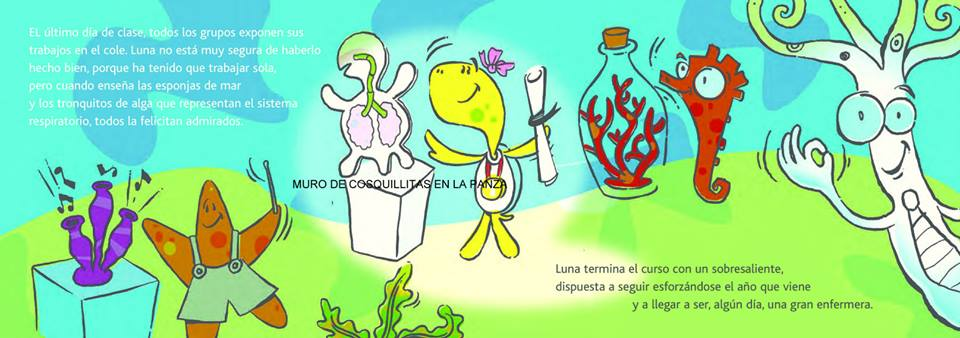 EL último día de clase, todos los grupos exponen sus
trabajos en el cole. Luna no está muy segura de haberlo
hecho bien, porque ha tenido que trabajar sola,
pero cuando enseña las esponjas de mar
y los tronquitos de alga que representan el sistema
respiratorio, todos la felicitan admirados.
MURO DE COSQUILLITAS EN LA PANZA
Luna termina el curso con un sobresaliente,
dispuesta a seguir esforzándose el año que viene
y a llegar a ser, algún día, una gran enfermera.